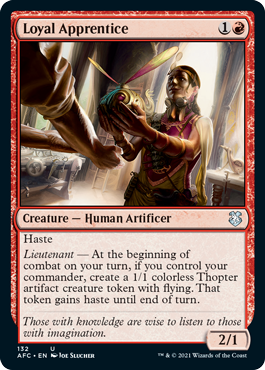 Loyal Apprentice 1
Creature — Human Artificer
Haste
Lieutenant — At the beginning of
combat on your turn, if you control your
commander, create a 1/1 colorless Thopter
artifact creature token with flying. That
token gains haste until end of turn.
Those with knowledge are wise to listen to those
with imagination.
2/1
132 U
AFC • EN Joe Slucher
™ & © 2021 Wizards of the Coast